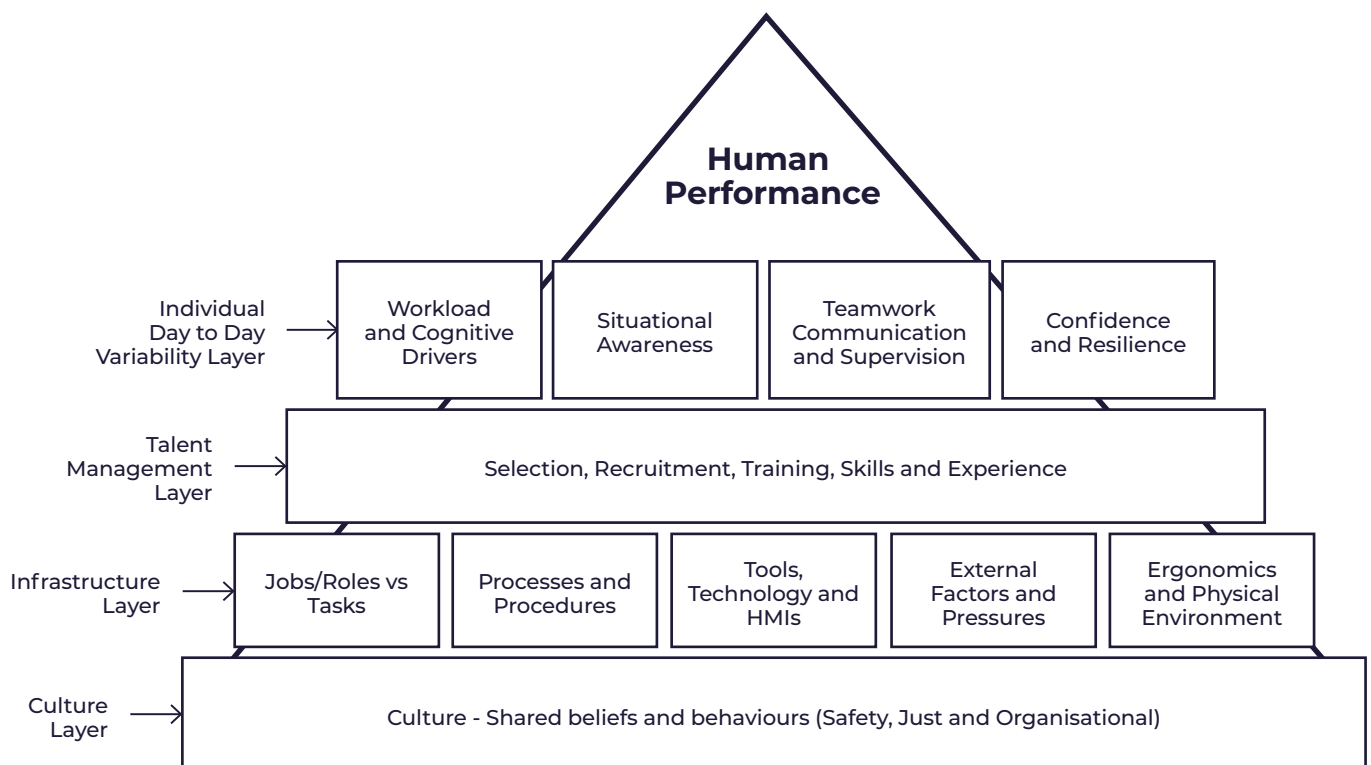 Human
Performance
Individual
Day to Day
Variability Layer
Workload
and Cognitive
Drivers
Situational
Awareness
Teamwork
Communication
and Supervision
Confidence
and Resilience
Talent
Management
Layer
Selection, Recruitment, Training, Skills and Experience
Infrastructure
Layer
Jobs/Roles vs
Tasks
Processes and
Procedures
Tools,
Technology and
HMIs
External
Factors and
Pressures
Ergonomics
and Physical
Environment
Culture
Layer
Culture - Shared beliefs and behaviours (Safety, Just and Organisational)